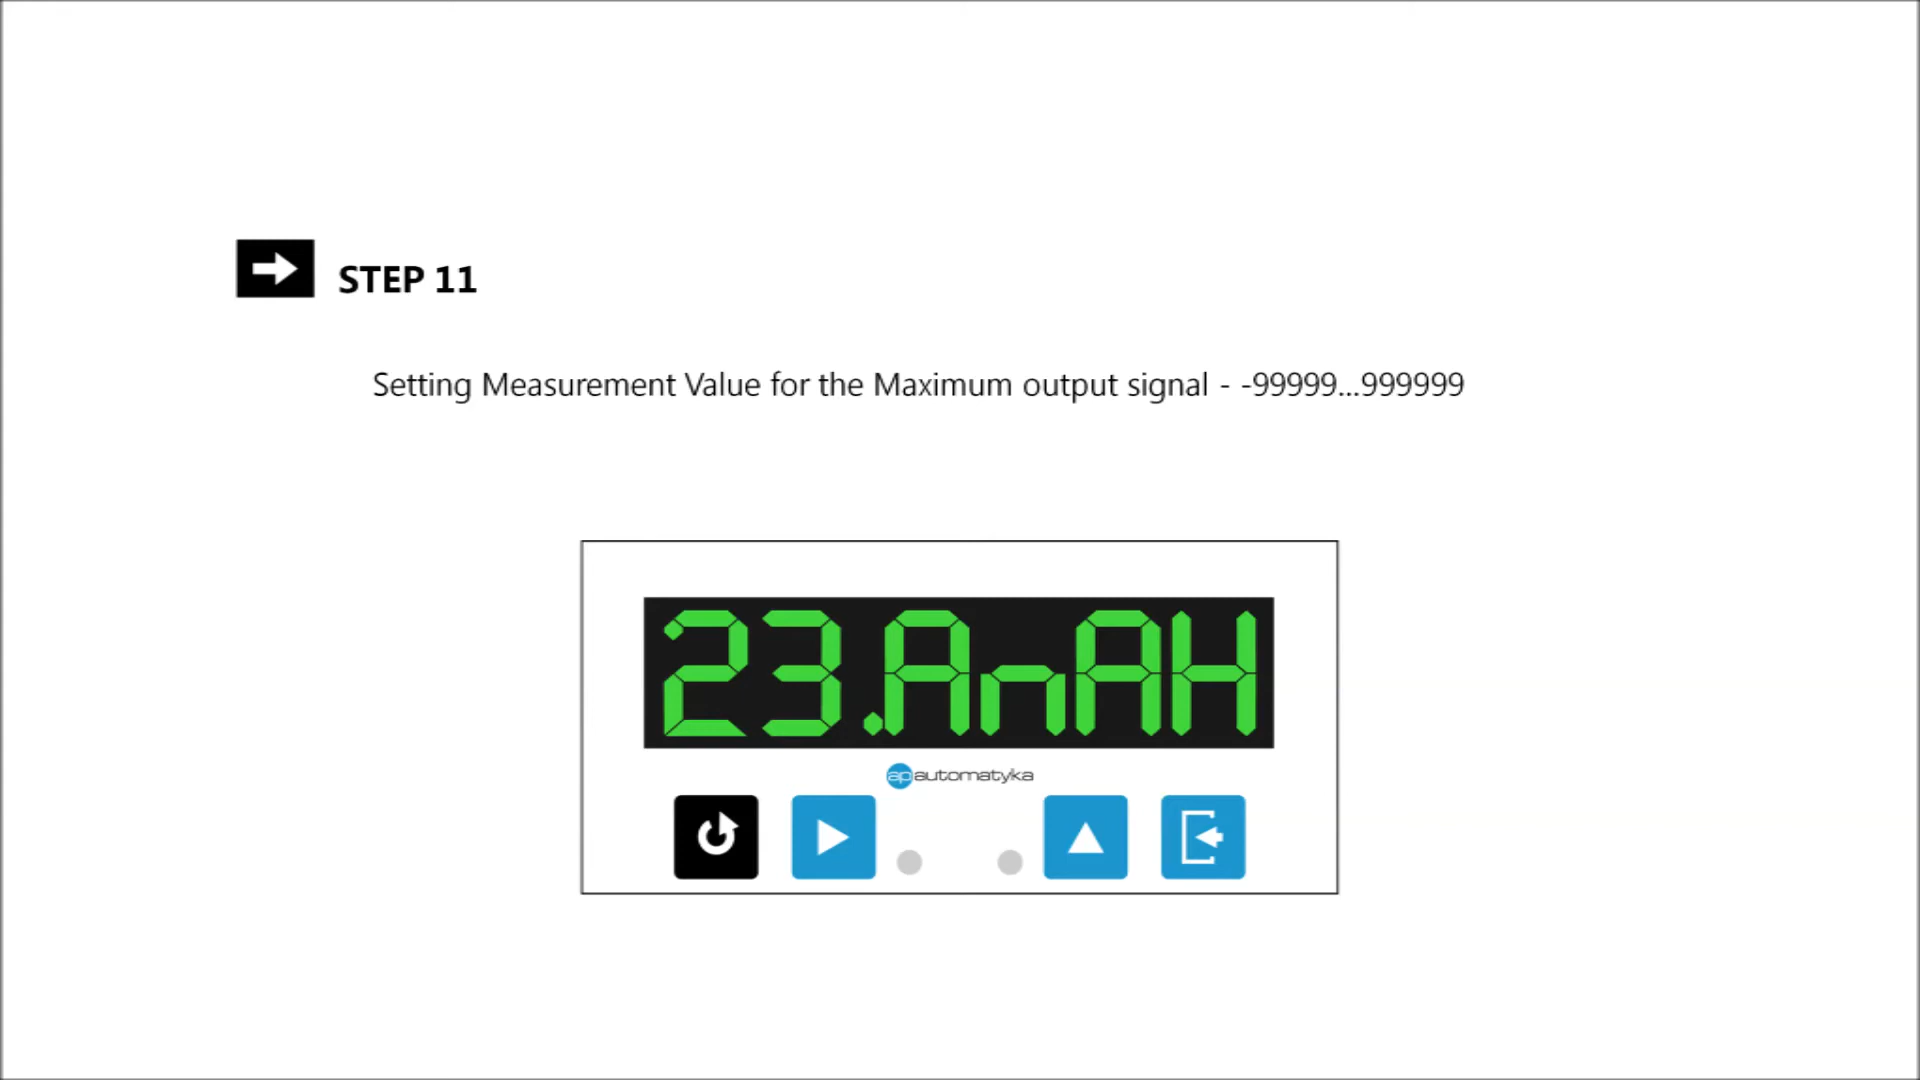 STEP 11
Setting Measurement Value for the Maximum output signal - -99999...999999
23.AnAH
apautomatyka